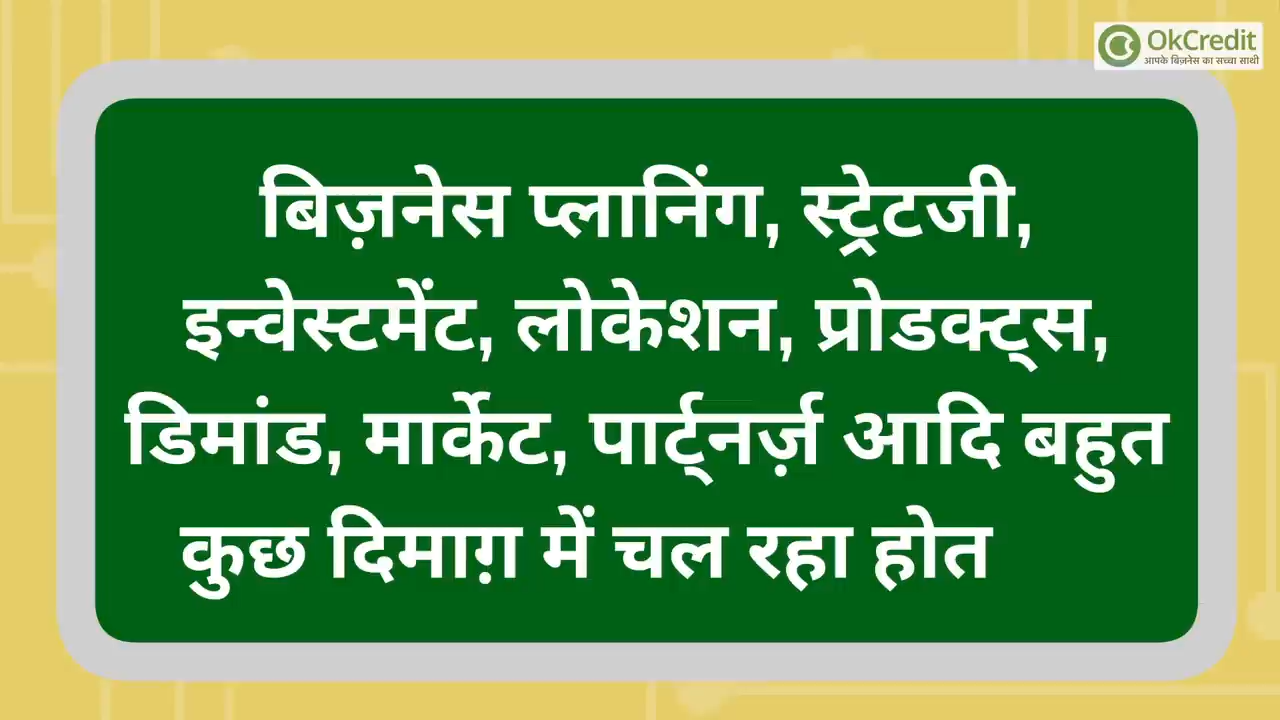 OkCredit
आपके बिज़नेस का सच्चा साथी
बिज़नेस प्लानिंग, स्ट्रेटजी,
इन्वेस्टमेंट, लोकेशन, प्रोडक्ट्स,
डिमांड, मार्केट, पार्ट्नर्ज़ आदि बहुत
कुछ दिमाग़ में चल रहा होत